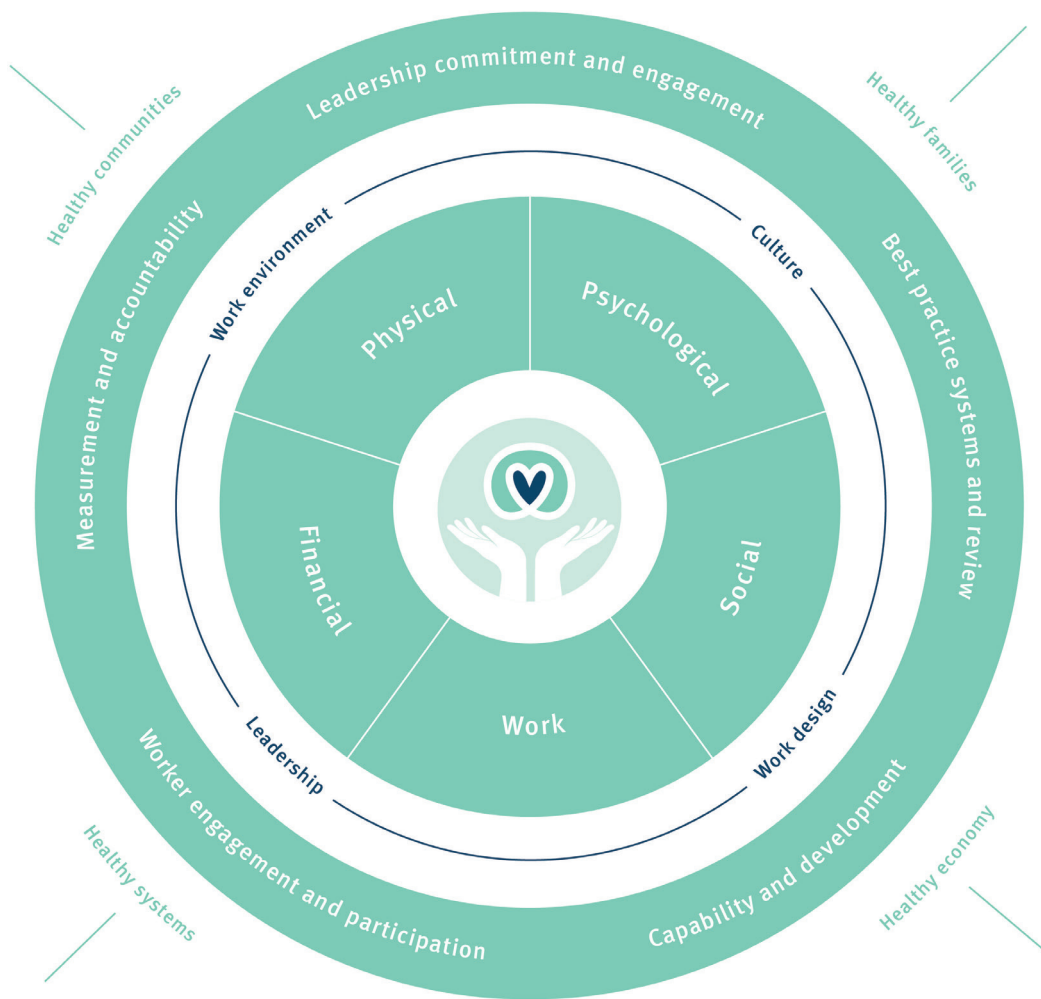 Leadership commitment and engagement
Healthy communities
Healthy families
Measurement and accountability
Best practice systems and review
Work environment
Culture
Physical
Psychological
Financial
Social
Work
Leadership
Work design
Worker engagement and participation
Capability and development
Healthy systems
Healthy economy